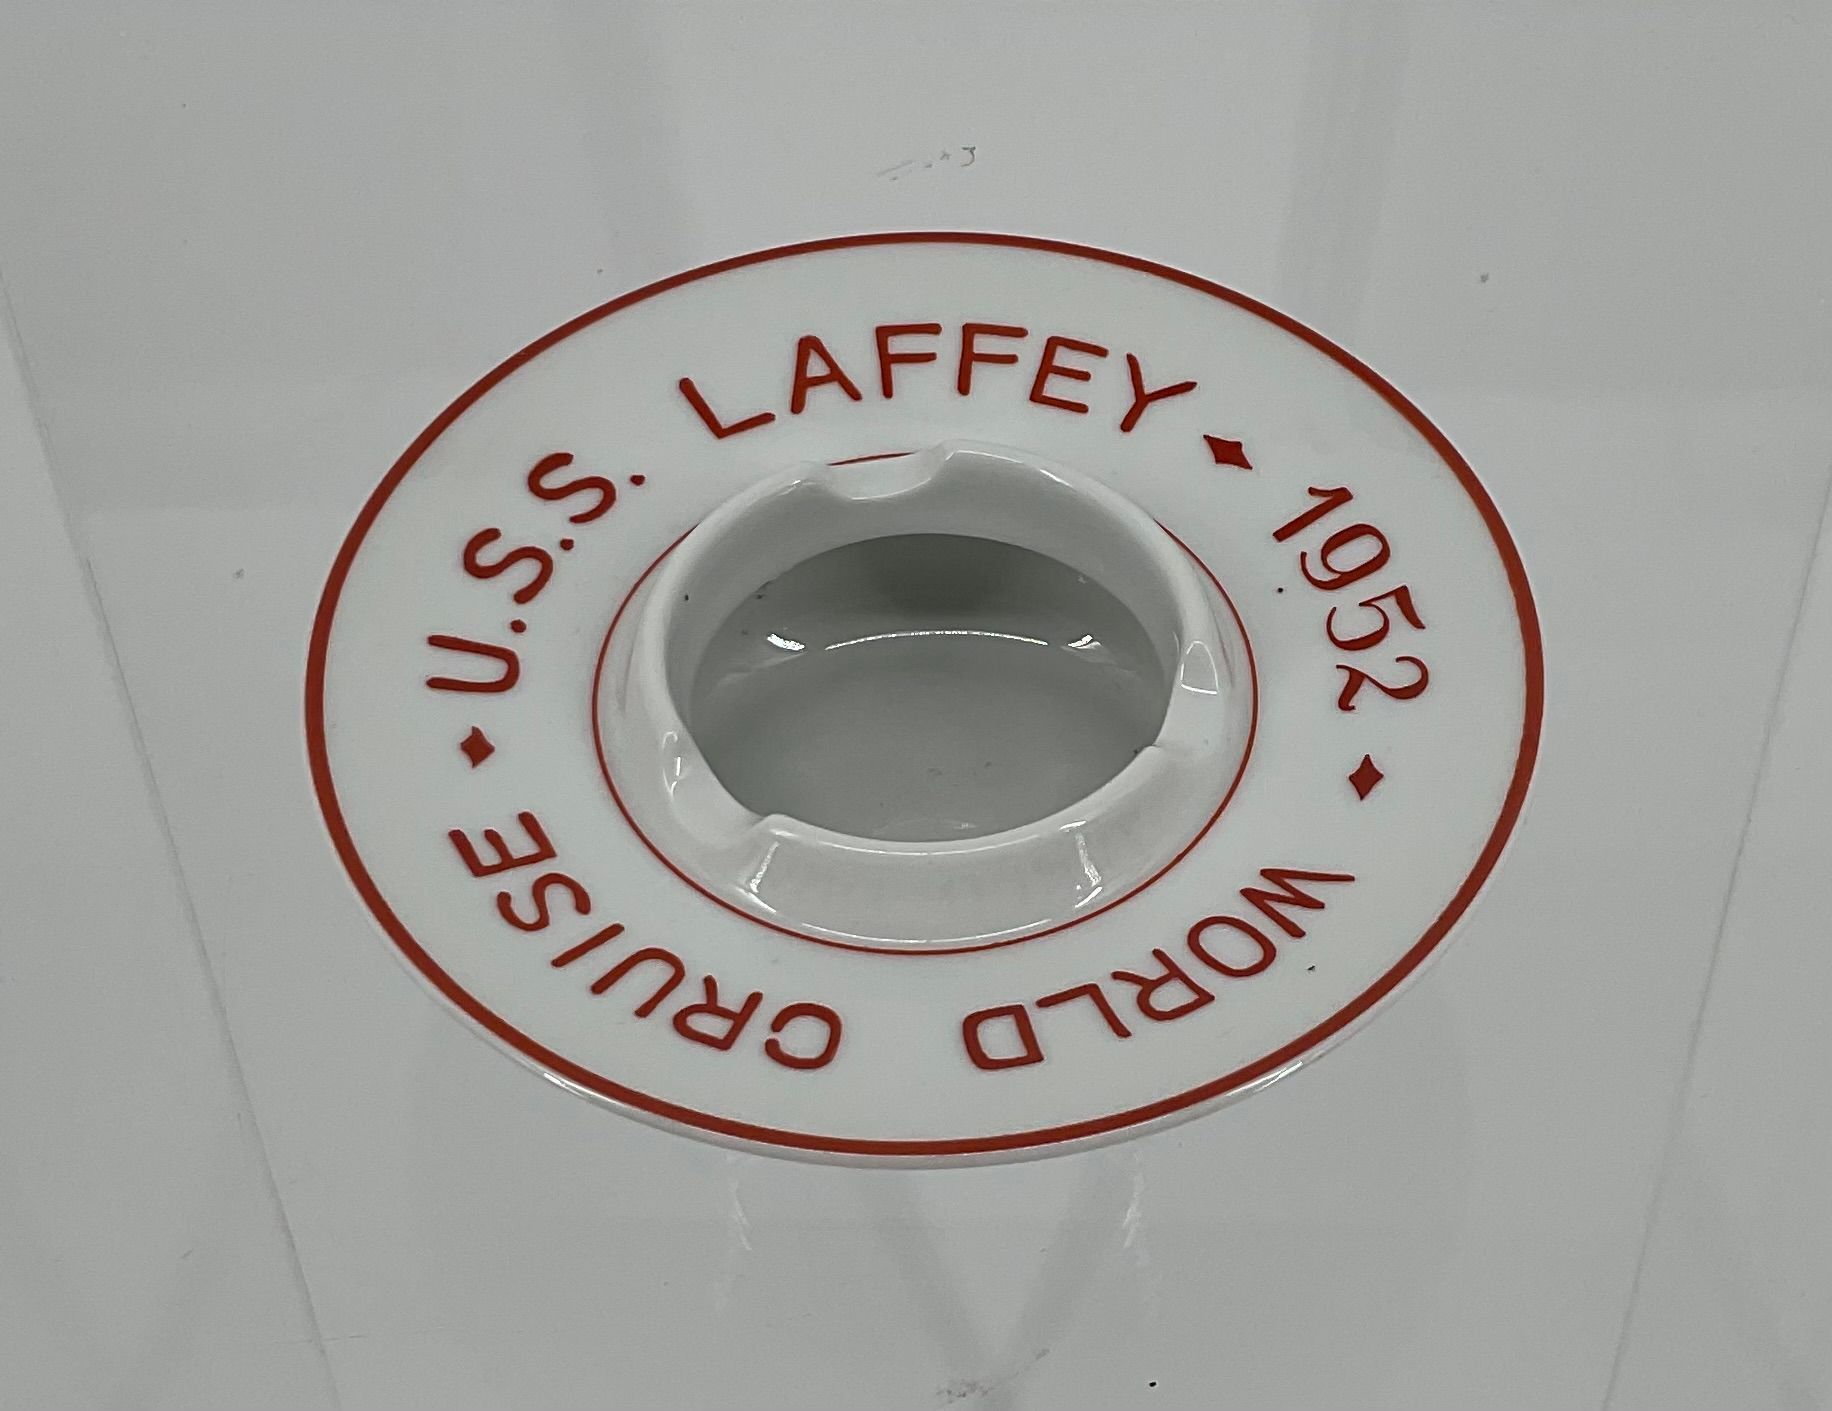 U.S.S. LAFFEY ♦ 1952 ♦ WORLD CRUISE ♦